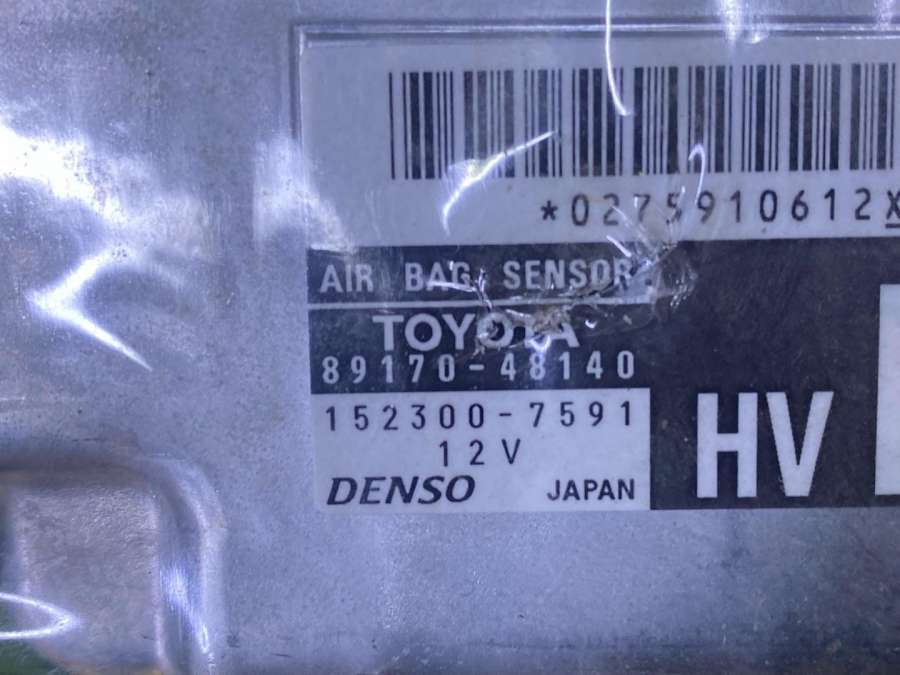 *0275910612X
AIR BAG SENSOR
TOYOTA
89170-48140
152300-7591
12V
DENSO JAPAN
HV